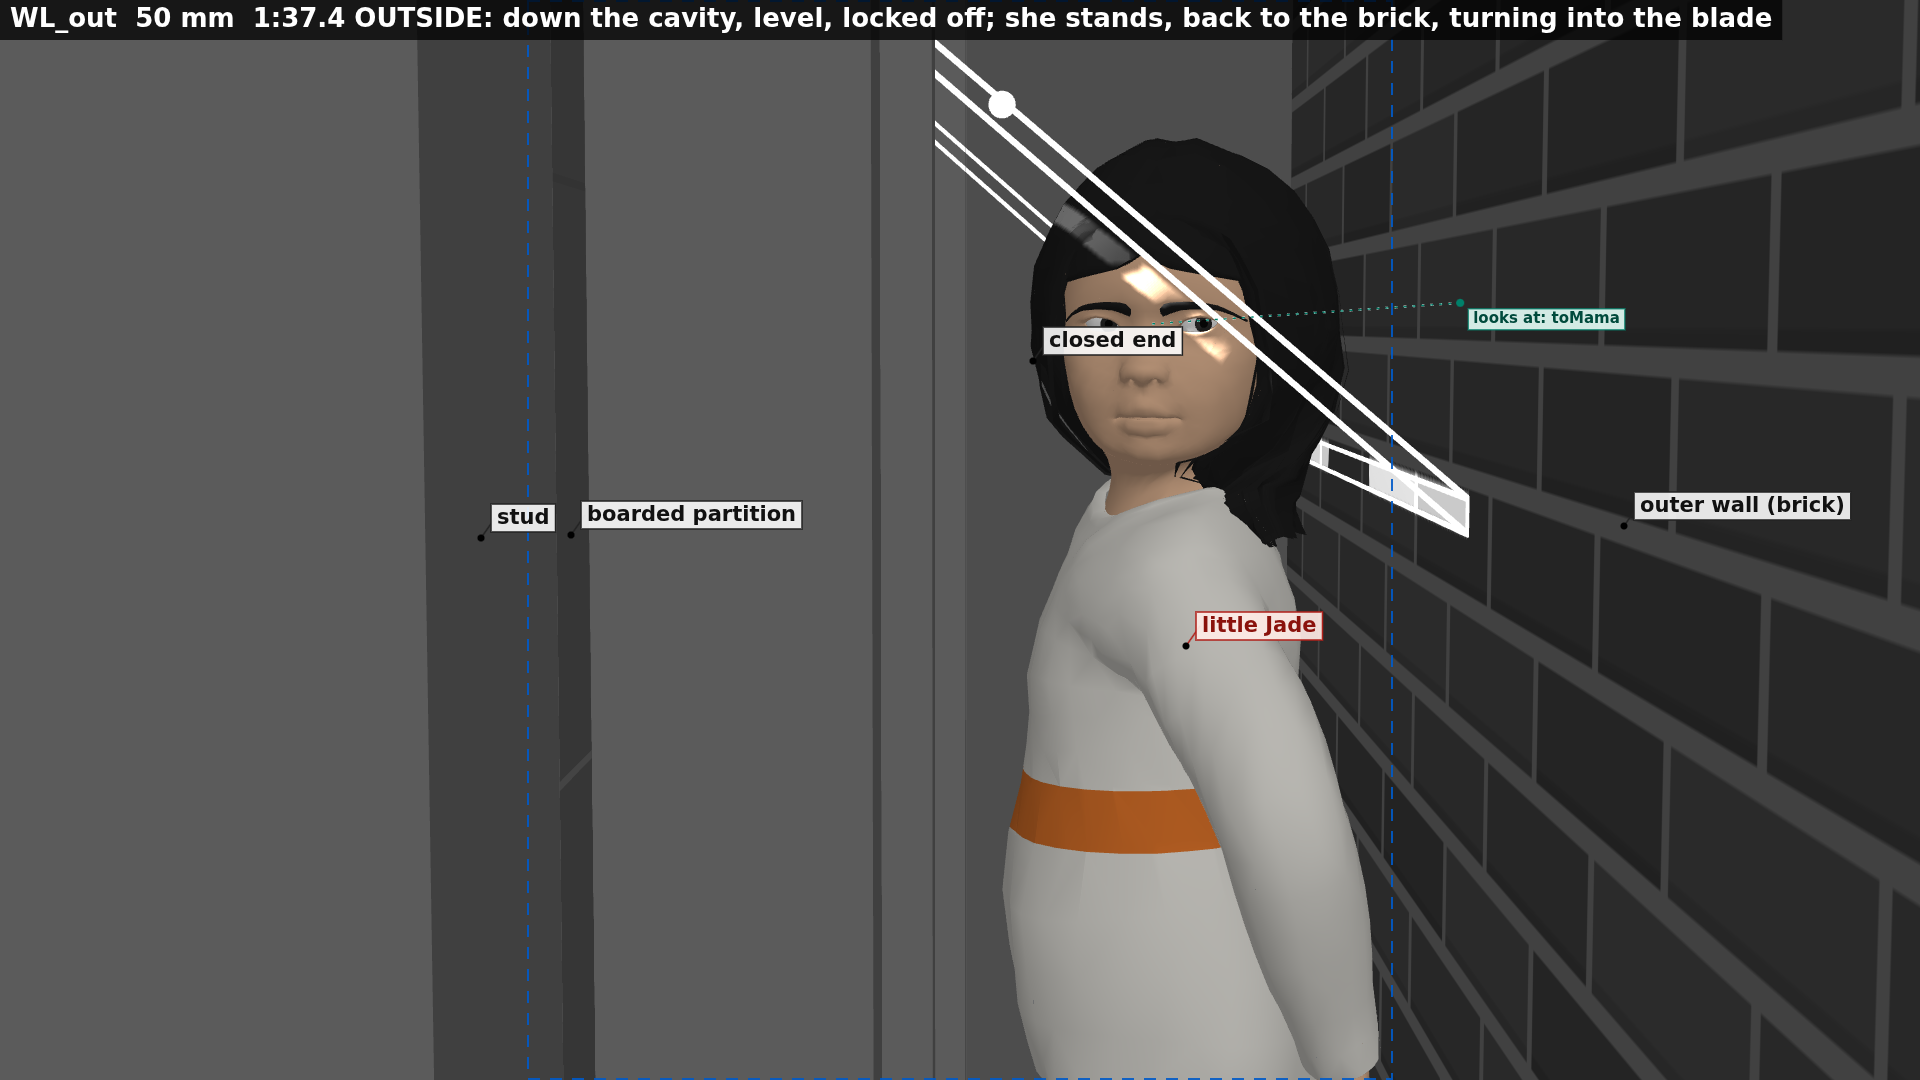 WL_out 50 mm 1:37.4 OUTSIDE: down the cavity, level, locked off; she stands, back to the brick, turning into the blade
looks at: toMama
closed end
stud
boarded partition
outer wall (brick)
little Jade